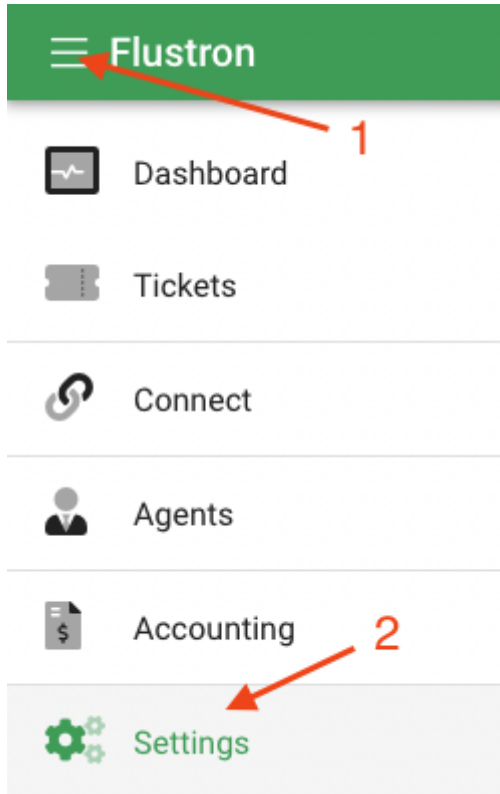 Flustron
1
Dashboard
Tickets
Connect
Agents
$
Accounting
2
Settings